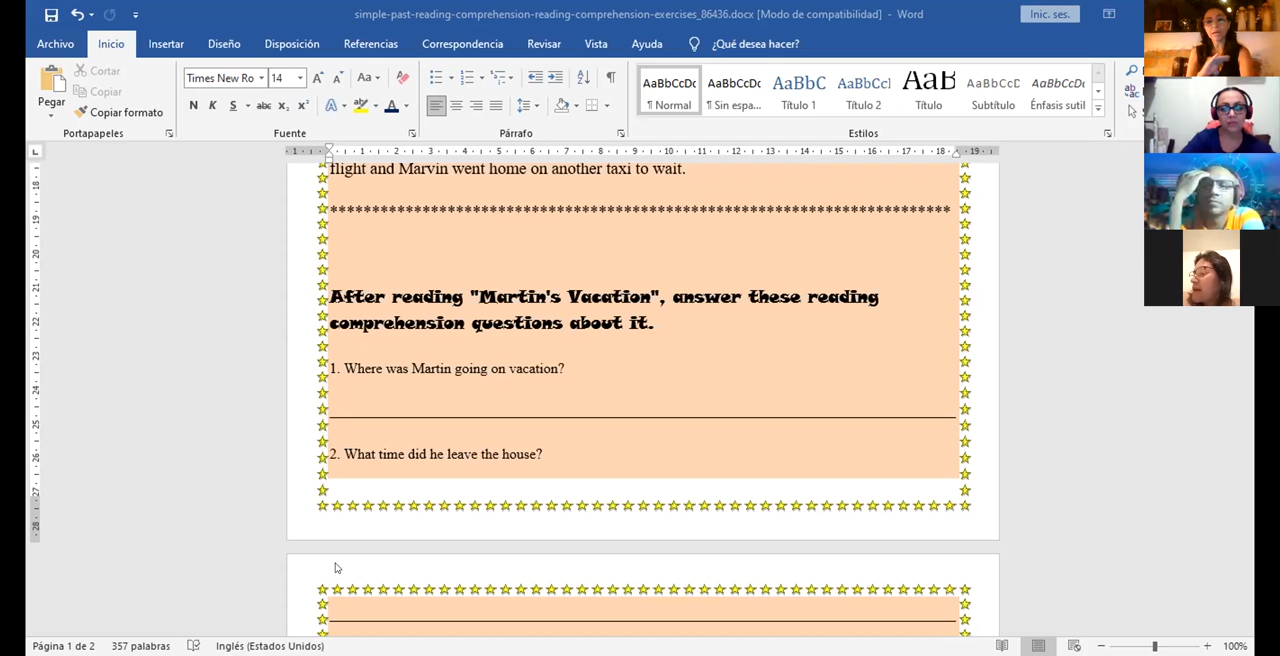 simple-past-reading-comprehension-reading-comprehension-exercises_86436.docx [Modo de compatibilidad] - Word
Inic. ses.
Archivo Inicio Insertar Diseño Disposición Referencias Correspondencia Revisar Vista Ayuda ¿Qué desea hacer?
Pegar
Cortar
Copiar
Copiar formato
Portapapeles
Times New Ro 14
Fuente
Párrafo
AaBbCcDc AaBbCcDc AaBbC AaBbCcI AaB AaBbCcD AaBbCcDc
¶ Normal ¶ Sin espa... Título 1 Título 2 Título Subtítulo Énfasis sutil
Estilos
flight and Marvin went home on another taxi to wait.
After reading "Martin's Vacation", answer these reading
comprehension questions about it.
1. Where was Martin going on vacation?
2. What time did he leave the house?
Página 1 de 2 357 palabras Inglés (Estados Unidos) 100%